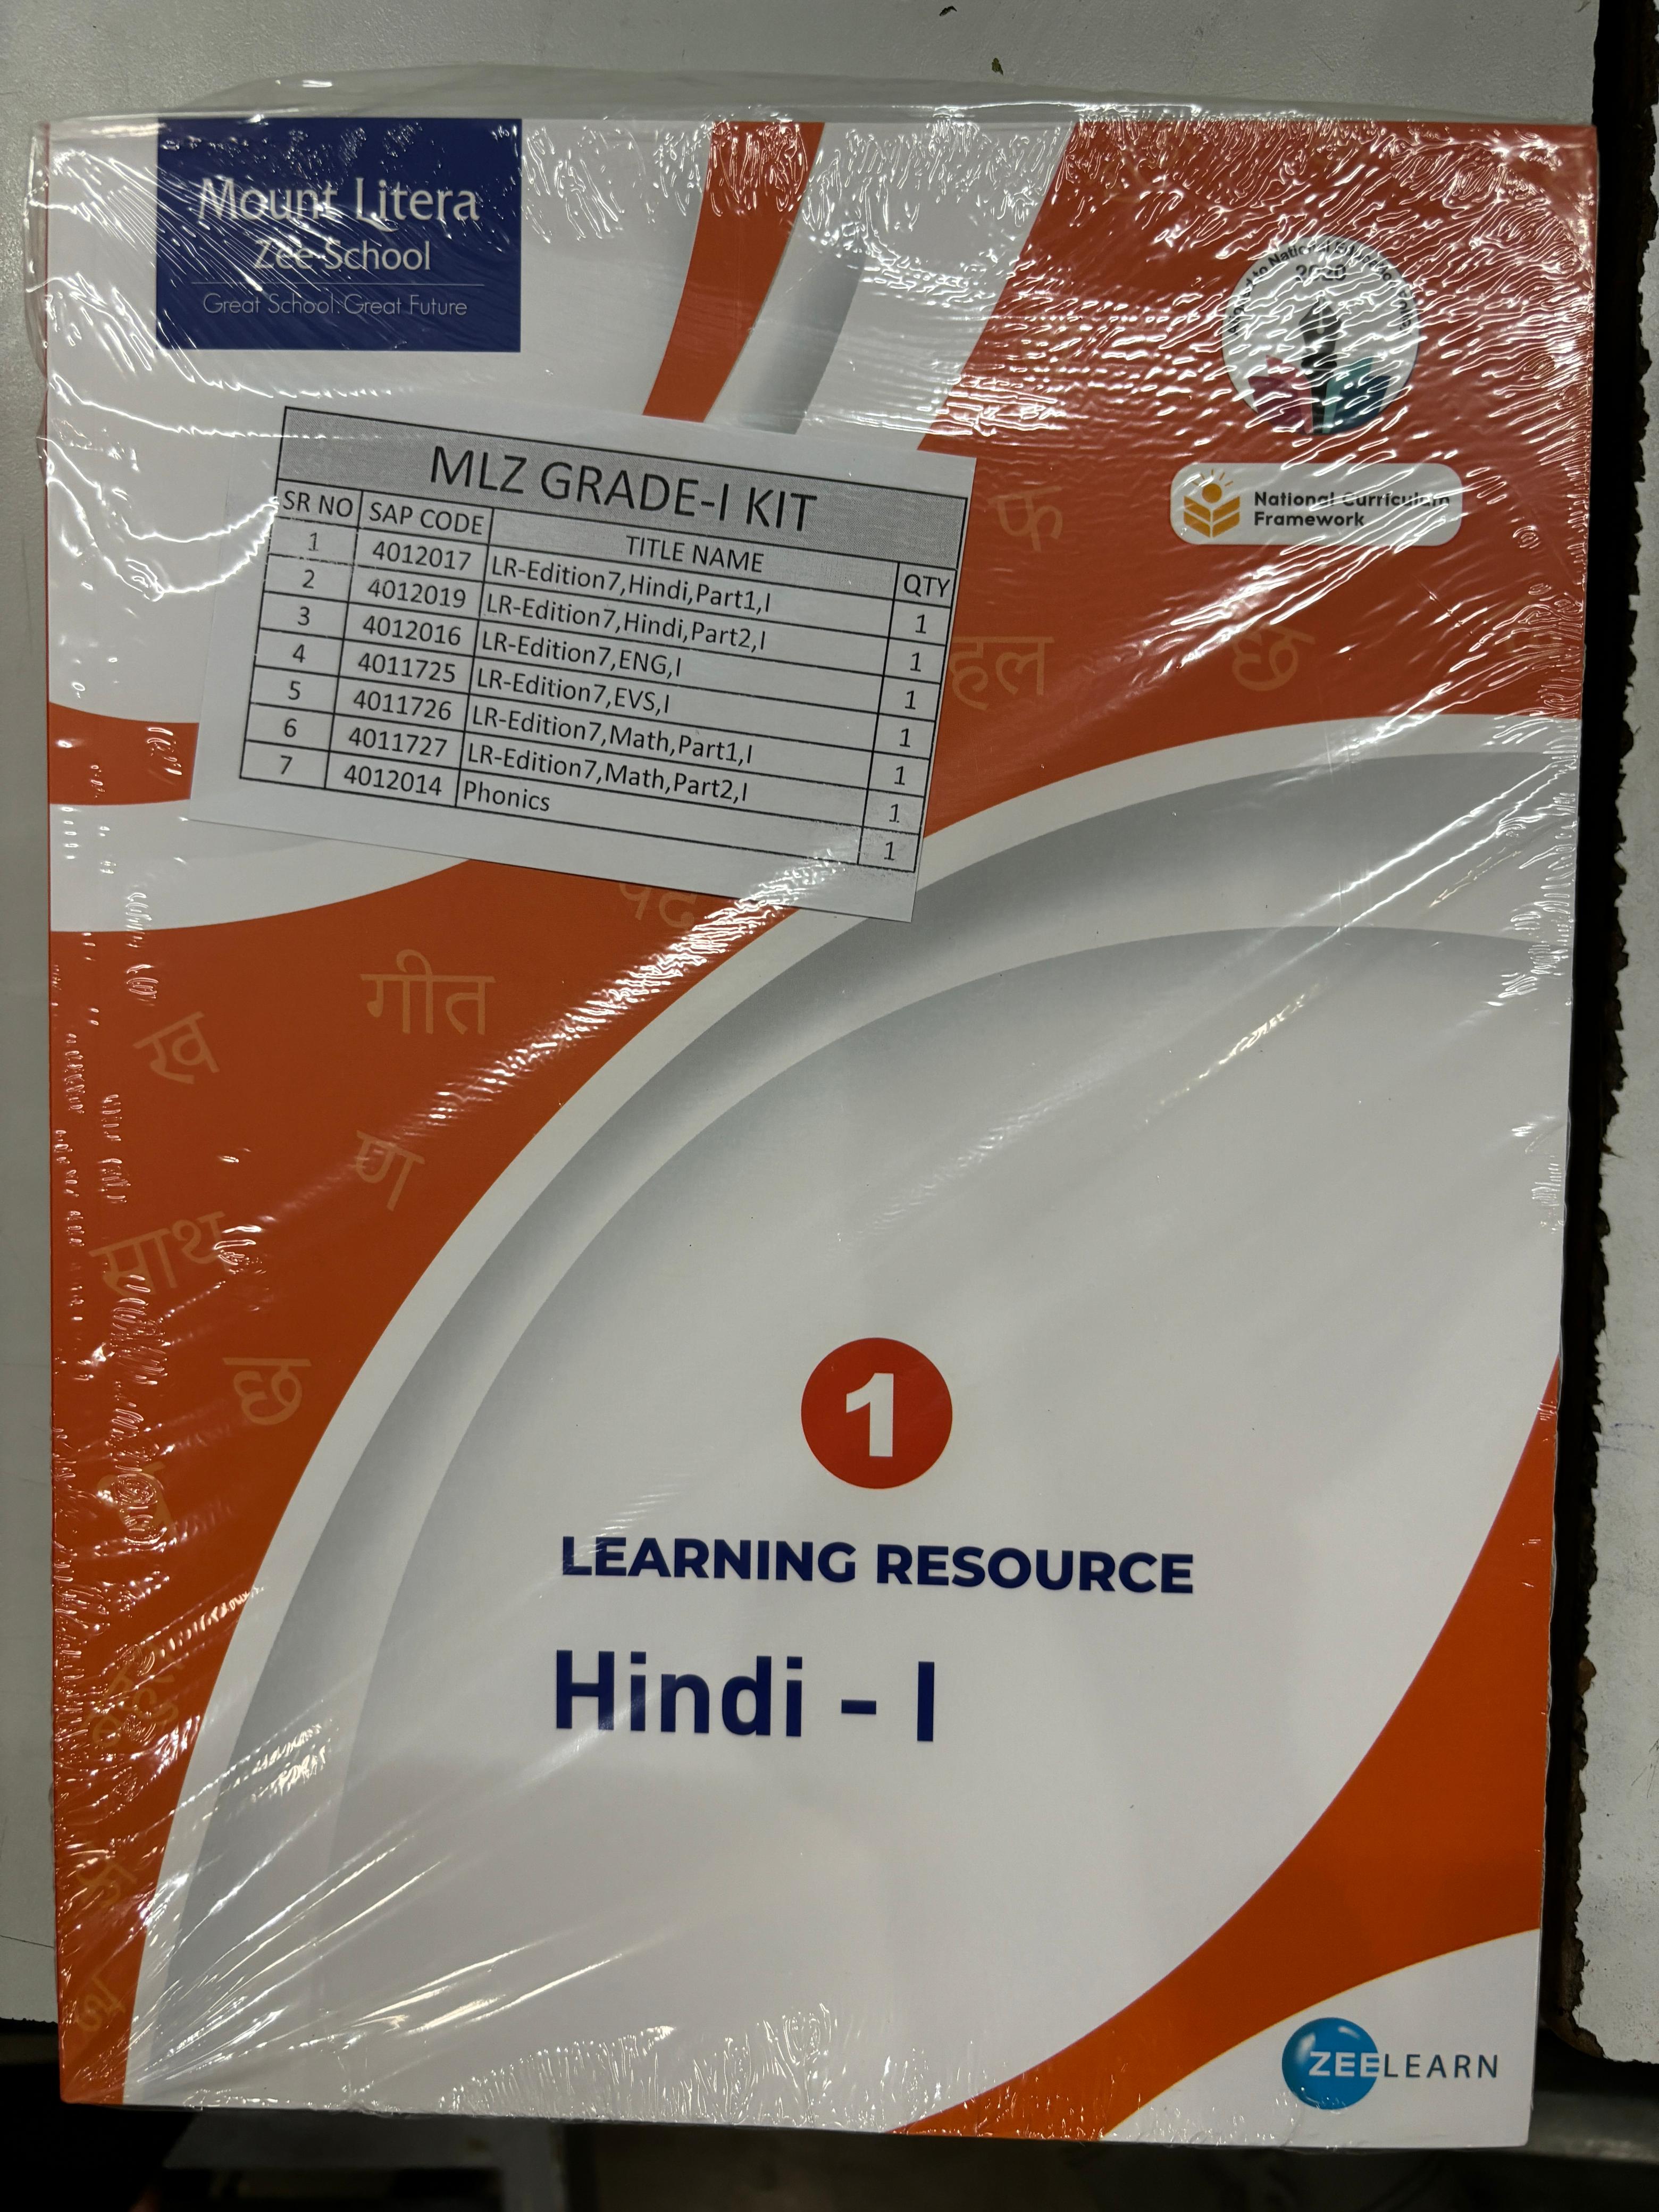 Mount Litera
Zee School
Great School. Great Future
2020
National Curriculum
Framework
MLZ GRADE-I KIT
SR NO SAP CODE TITLE NAME QTY
1 4012017 LR-Edition7,Hindi,Part1,I 1
2 4012019 LR-Edition7,Hindi,Part2,I 1
3 4012016 LR-Edition7,ENG,I 1
4 4011725 LR-Edition7,EVS,I 1
5 4011726 LR-Edition7,Math,Part1,I 1
6 4011727 LR-Edition7,Math,Part2,I 1
7 4012014 Phonics 1
फ
हल
छ
गीत
ख
ण
साथ
छ
1
LEARNING RESOURCE
Hindi - I
ZEELEARN